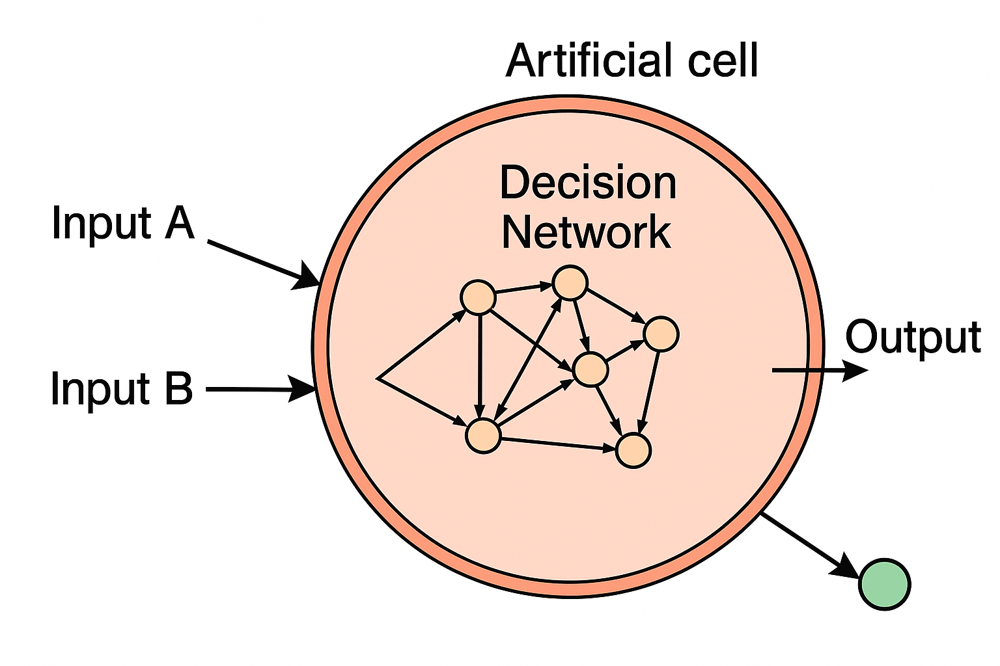 Artificial cell
Decision
Network
Input A
Input B
Output